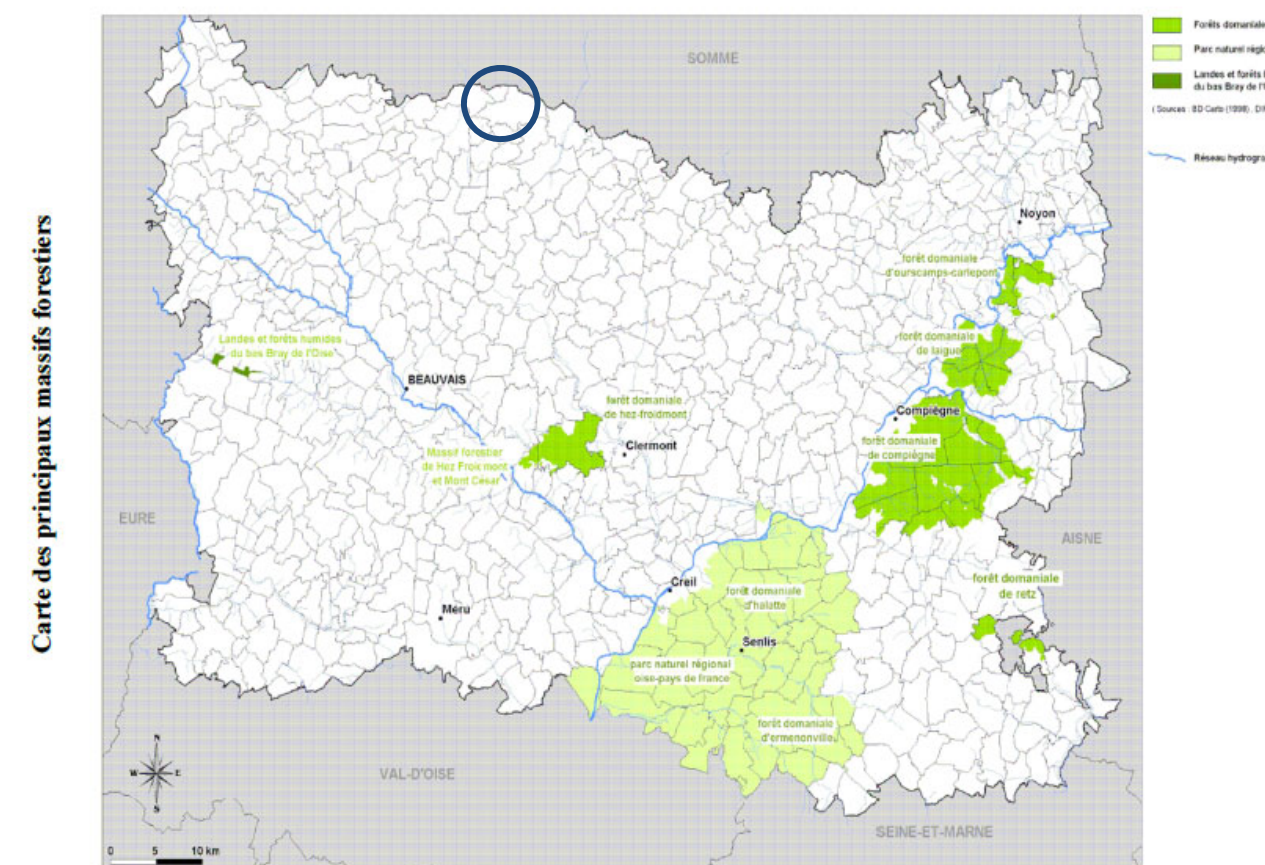 Carte des principaux massifs forestiers
SOMME
Forêts domaniale
Parc naturel
Landes et forêts
du bas Bray de
Réseau
Noyon
forêt domaniale
d'ourscamps-carlepont
Landes et forêts humides
du bas Bray de l'Oise
forêt domaniale
de laigue
BEAUVAIS
forêt domaniale
de hez-froidmont
Compiègne
Clermont
forêt domaniale
de compiègne
Massif forestier
de Hez Froidmont
et Mont César
EURE
AISNE
Creil
forêt domaniale
d'halatte
forêt domaniale
de retz
Méru
Senlis
parc naturel régional
oise-pays de france
forêt domaniale
d'ermenonville
N
W
E
S
VAL-D'OISE
SEINE-ET-MARNE
0 5 10 km